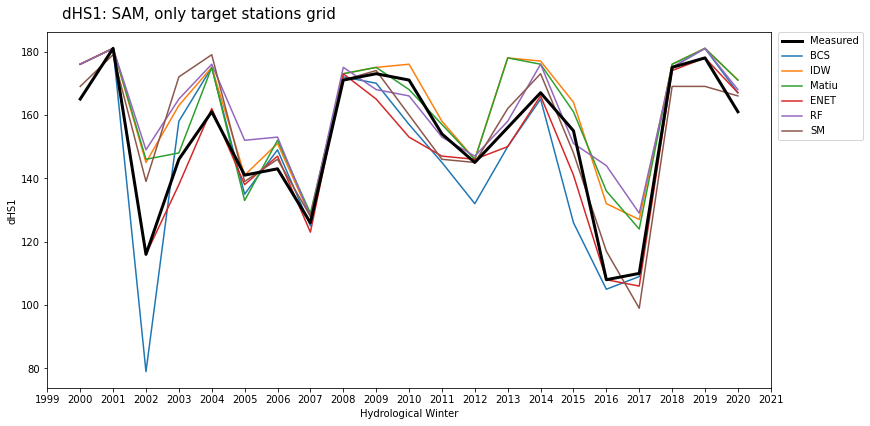 dHS1: SAM, only target stations grid
180
160
140
120
100
80
dHS1
1999 2000 2001 2002 2003 2004 2005 2006 2007 2008 2009 2010 2011 2012 2013 2014 2015 2016 2017 2018 2019 2020 2021
Hydrological Winter
Measured
BCS
IDW
Matiu
ENET
RF
SM